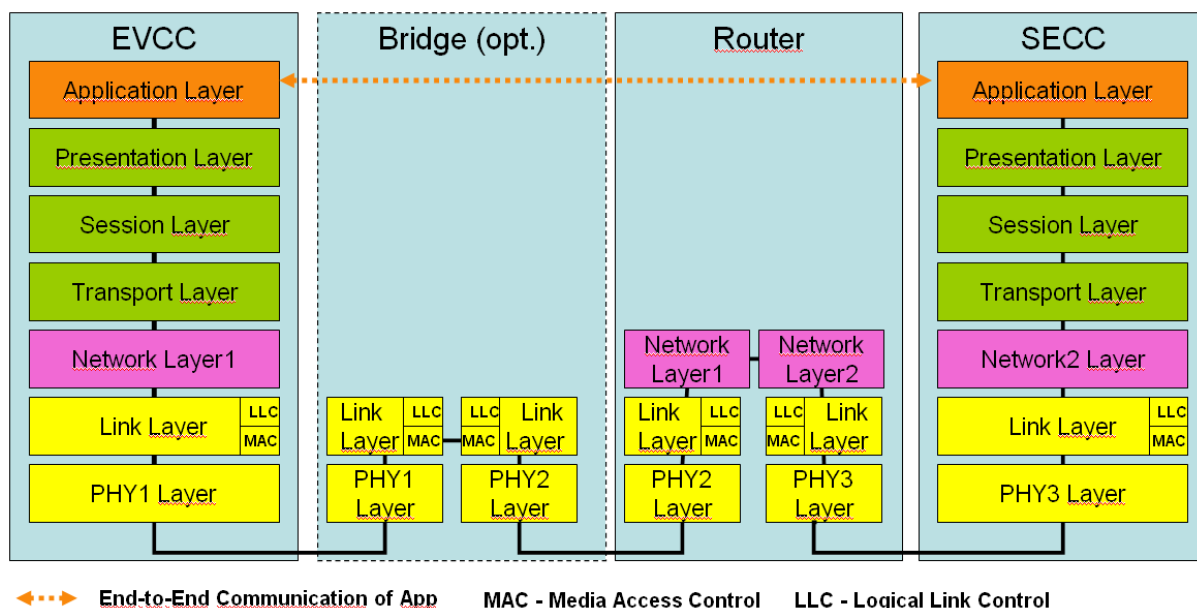 EVCC
Application Layer
Presentation Layer
Session Layer
Transport Layer
Network Layer1
Link Layer
LLC
MAC
PHY1 Layer
Bridge (opt.)
Link
Layer
LLC
MAC
LLC
MAC
Link
Layer
PHY1
Layer
PHY2
Layer
Router
Network
Layer1
Network
Layer2
Link
Layer
LLC
MAC
LLC
MAC
Link
Layer
PHY2
Layer
PHY3
Layer
SECC
Application Layer
Presentation Layer
Session Layer
Transport Layer
Network2 Layer
Link Layer
LLC
MAC
PHY3 Layer
End-to-End Communication of App MAC - Media Access Control LLC - Logical Link Control